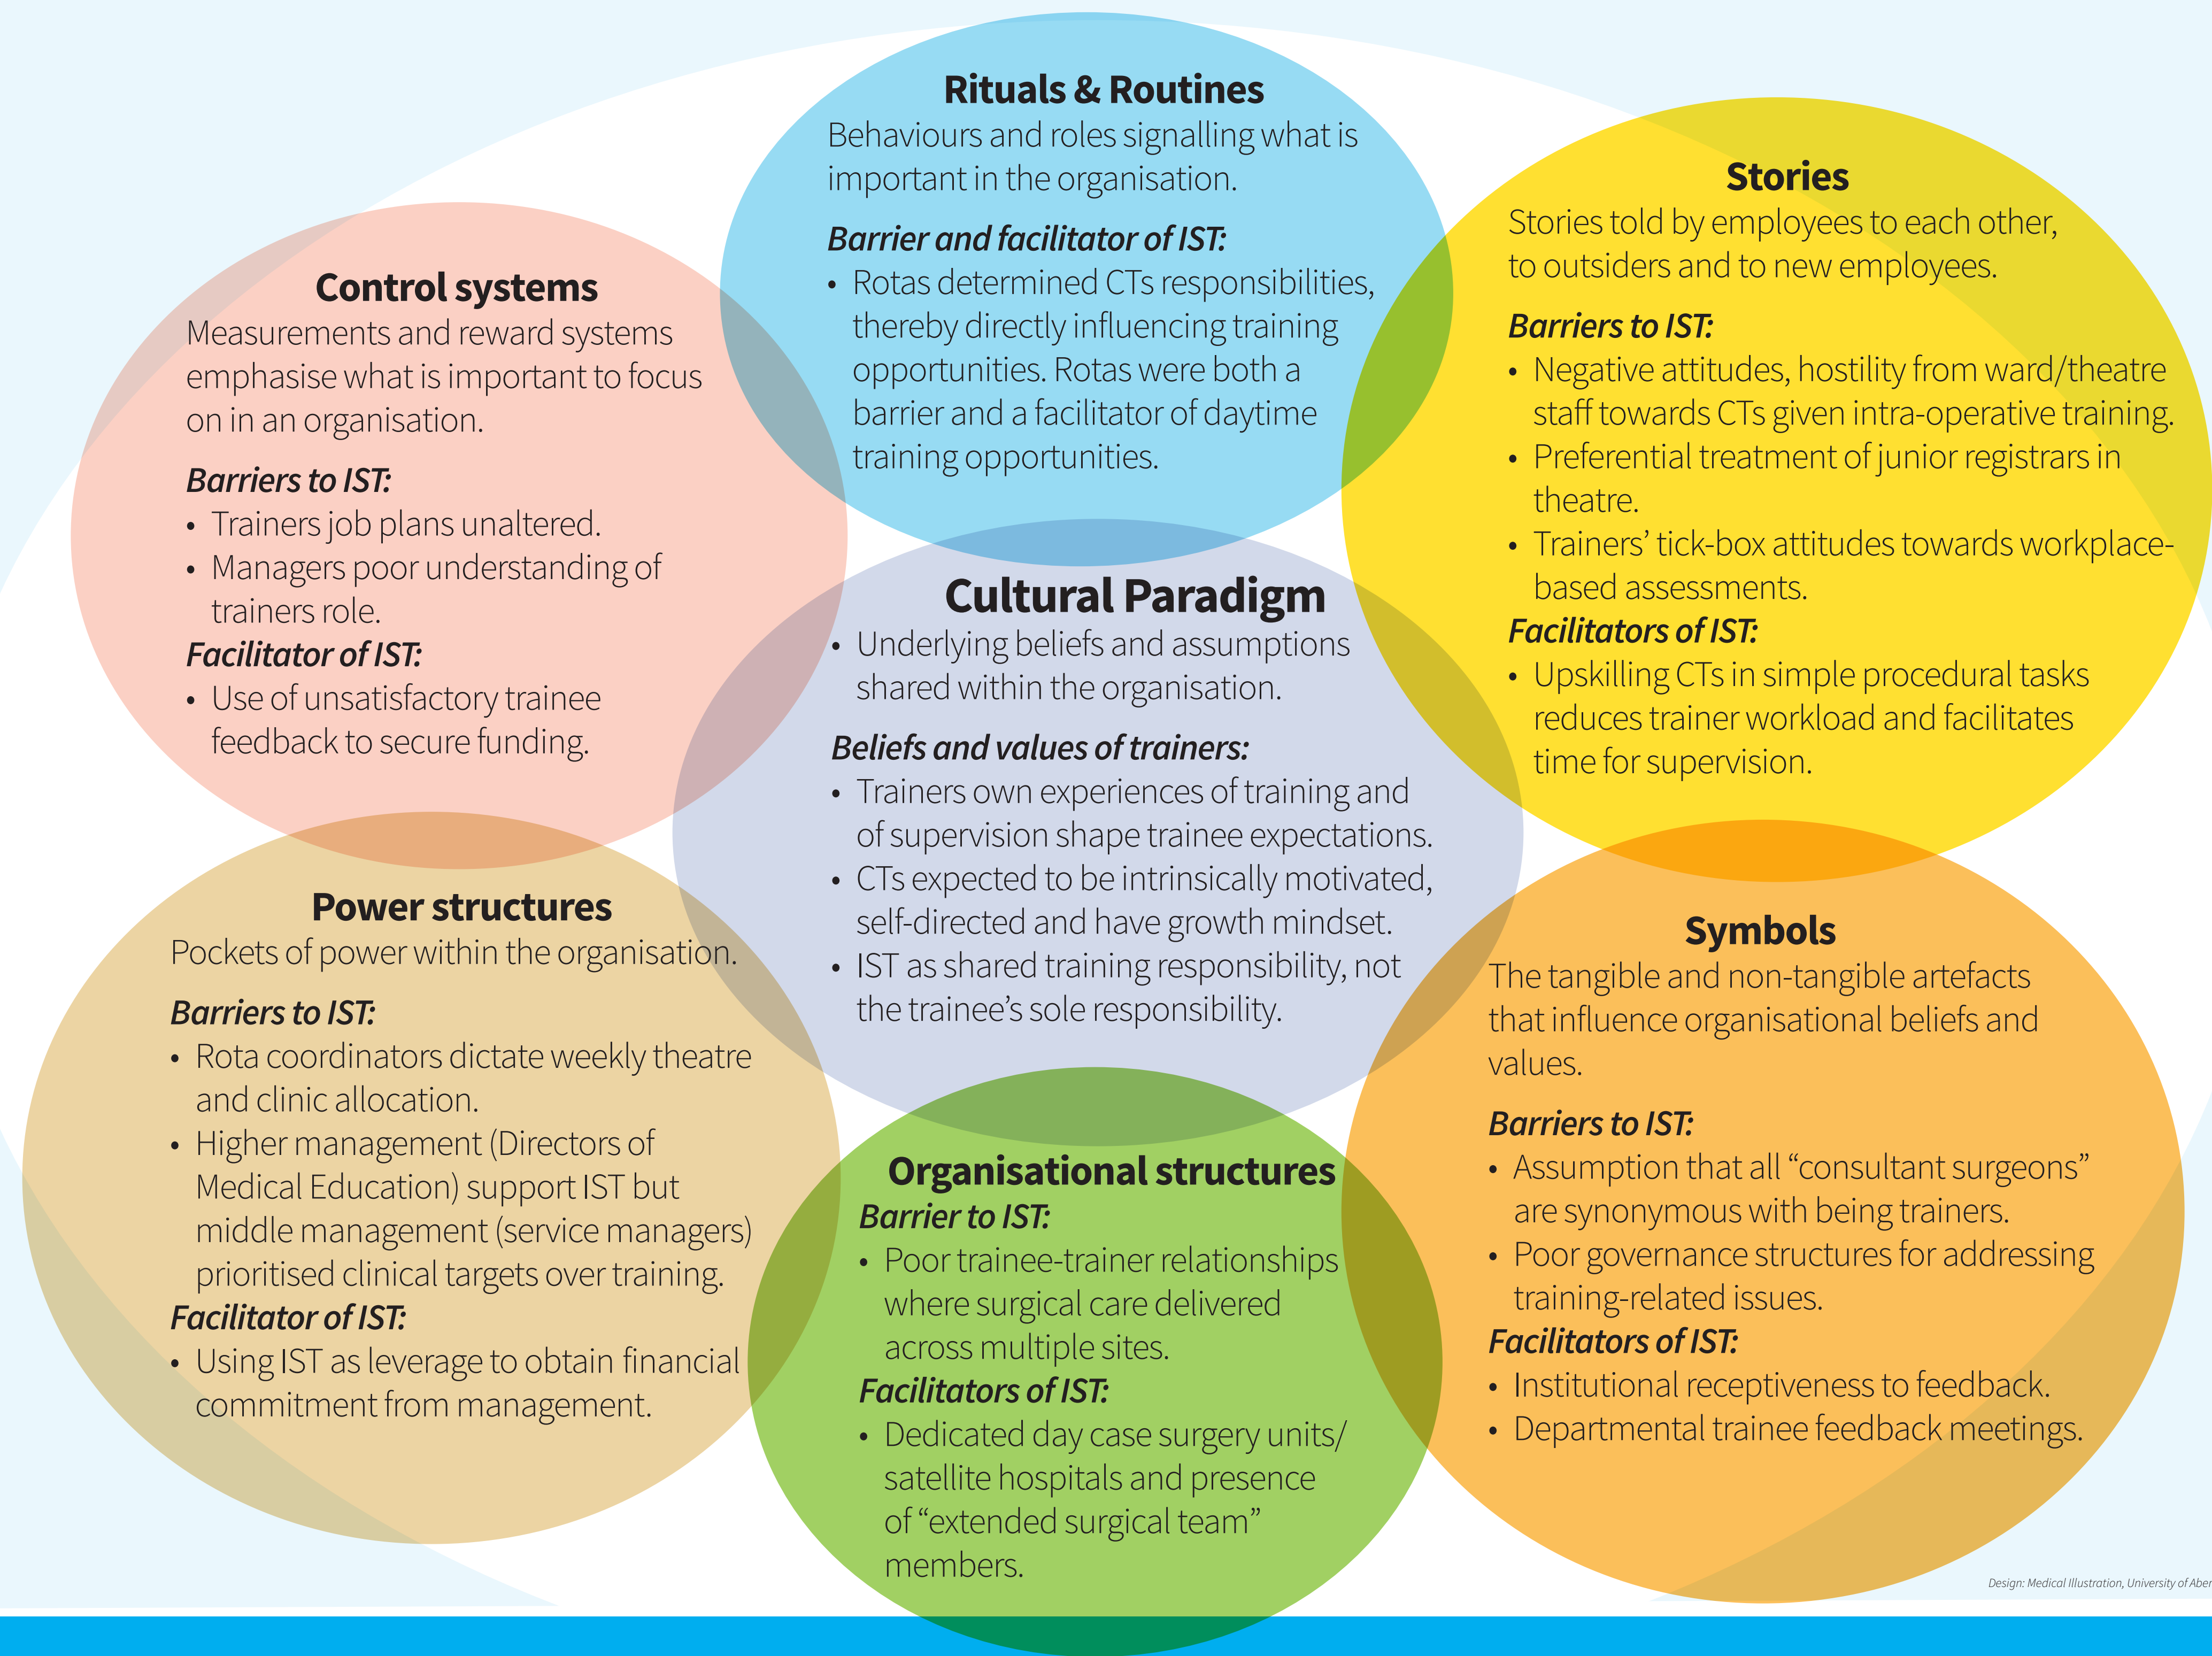 Rituals & Routines
Behaviours and roles signalling what is
important in the organisation.
Barrier and facilitator of IST:
• Rotas determined CTs responsibilities,
thereby directly influencing training
opportunities. Rotas were both a
barrier and a facilitator of daytime
training opportunities.
Stories
Stories told by employees to each other,
to outsiders and to new employees.
Barriers to IST:
• Negative attitudes, hostility from ward/theatre
staff towards CTs given intra-operative training.
• Preferential treatment of junior registrars in
theatre.
• Trainers’ tick-box attitudes towards workplace-
based assessments.
Facilitators of IST:
• Upskilling CTs in simple procedural tasks
reduces trainer workload and facilitates
time for supervision.
Control systems
Measurements and reward systems
emphasise what is important to focus
on in an organisation.
Barriers to IST:
• Trainers job plans unaltered.
• Managers poor understanding of
trainers role.
Facilitator of IST:
• Use of unsatisfactory trainee
feedback to secure funding.
Cultural Paradigm
• Underlying beliefs and assumptions
shared within the organisation.
Beliefs and values of trainers:
• Trainers own experiences of training and
of supervision shape trainee expectations.
• CTs expected to be intrinsically motivated,
self-directed and have growth mindset.
• IST as shared training responsibility, not
the trainee’s sole responsibility.
Power structures
Pockets of power within the organisation.
Barriers to IST:
• Rota coordinators dictate weekly theatre
and clinic allocation.
• Higher management (Directors of
Medical Education) support IST but
middle management (service managers)
prioritised clinical targets over training.
Facilitator of IST:
• Using IST as leverage to obtain financial
commitment from management.
Symbols
The tangible and non-tangible artefacts
that influence organisational beliefs and
values.
Barriers to IST:
• Assumption that all “consultant surgeons”
are synonymous with being trainers.
• Poor governance structures for addressing
training-related issues.
Facilitators of IST:
• Institutional receptiveness to feedback.
• Departmental trainee feedback meetings.
Organisational structures
Barrier to IST:
• Poor trainee-trainer relationships
where surgical care delivered
across multiple sites.
Facilitators of IST:
• Dedicated day case surgery units/
satellite hospitals and presence
of “extended surgical team”
members.
Design: Medical Illustration, University of Aber